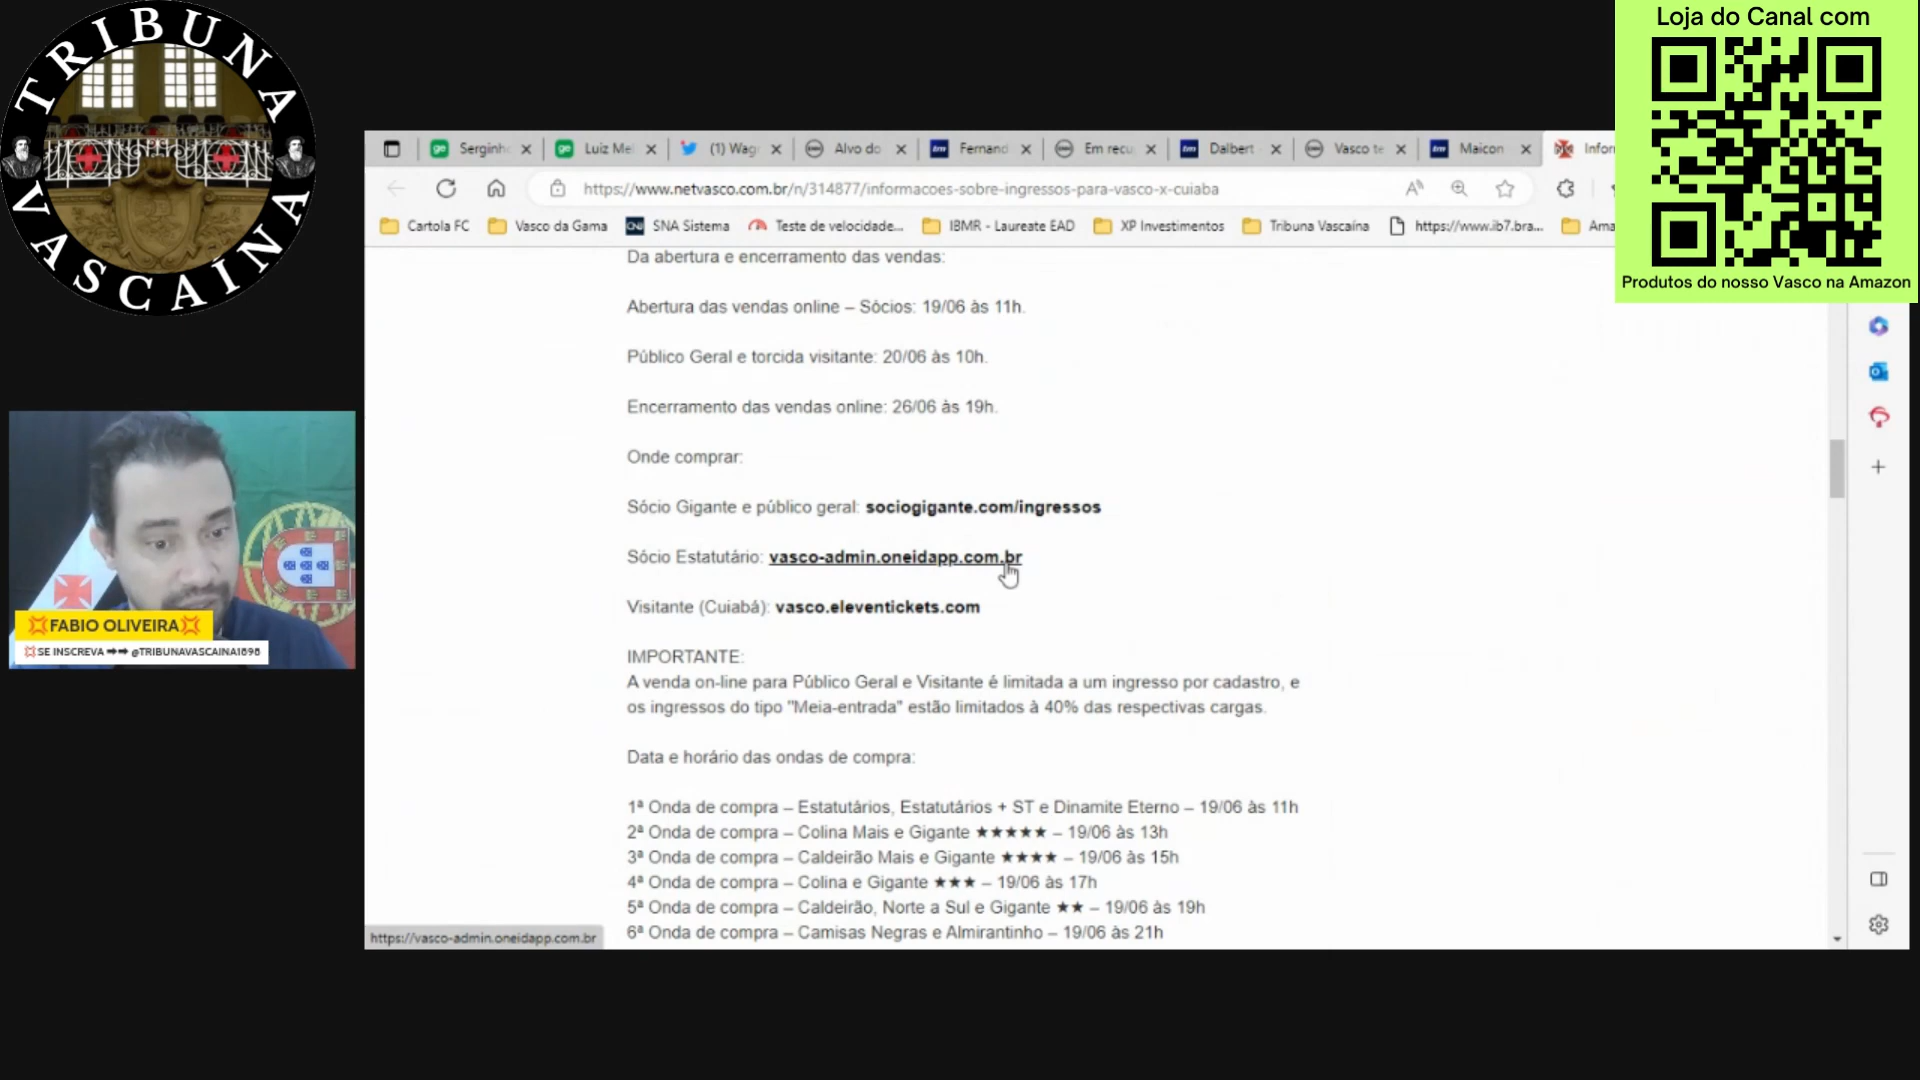 TRIBUNA
VASCAÍNA
Loja do Canal com
Produtos do nosso Vasco na Amazon
Serginh
Luiz Me
(1) Wag
Alvo do
Fernand
Em recu
Dalbert
Vasco te
Maicon
Infor
https://www.netvasco.com.br/n/314877/informacoes-sobre-ingressos-para-vasco-x-cuiaba
Cartola FC
Vasco da Gama
SNA Sistema
Teste de velocidade...
IBMR - Laureate EAD
XP Investimentos
Tribuna Vascaína
https://www.ib7.bra...
Ama
Da abertura e encerramento das vendas:
Abertura das vendas online – Sócios: 19/06 às 11h.
Público Geral e torcida visitante: 20/06 às 10h.
Encerramento das vendas online: 26/06 às 19h.
Onde comprar:
Sócio Gigante e público geral: sociogigante.com/ingressos
Sócio Estatutário: vasco-admin.oneidapp.com.br
Visitante (Cuiabá): vasco.eleventickets.com
IMPORTANTE:
A venda on-line para Público Geral e Visitante é limitada a um ingresso por cadastro, e
os ingressos do tipo "Meia-entrada" estão limitados à 40% das respectivas cargas.
Data e horário das ondas de compra:
1ª Onda de compra – Estatutários, Estatutários + ST e Dinamite Eterno – 19/06 às 11h
2ª Onda de compra – Colina Mais e Gigante ★★★★★ – 19/06 às 13h
3ª Onda de compra – Caldeirão Mais e Gigante ★★★★ – 19/06 às 15h
4ª Onda de compra – Colina e Gigante ★★★ – 19/06 às 17h
5ª Onda de compra – Caldeirão, Norte a Sul e Gigante ★★ – 19/06 às 19h
6ª Onda de compra – Camisas Negras e Almirantinho – 19/06 às 21h
https://vasco-admin.oneidapp.com.br
💢FABIO OLIVEIRA💢
💢SE INSCREVA ➡➡ @TRIBUNAVASCAINA1898